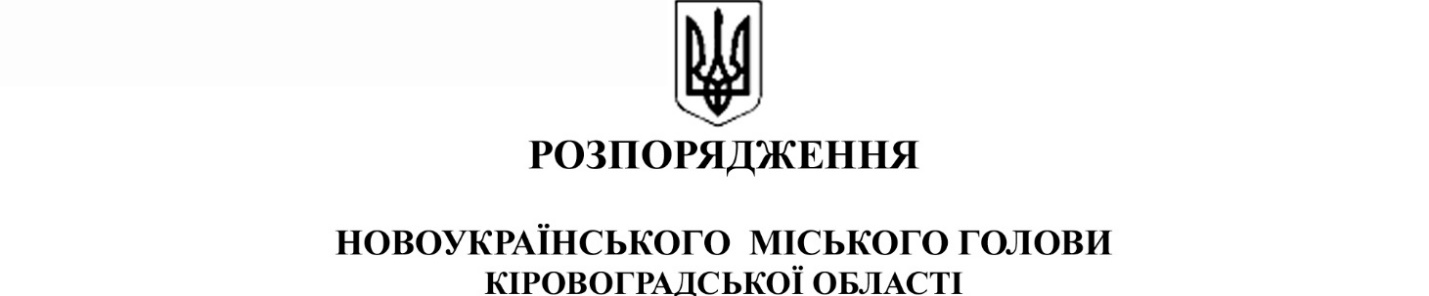 РОЗПОРЯДЖЕННЯ
НОВОУКРАЇНСЬКОГО МІСЬКОГО ГОЛОВИ
КІРОВОГРАДСЬКОЇ ОБЛАСТІ